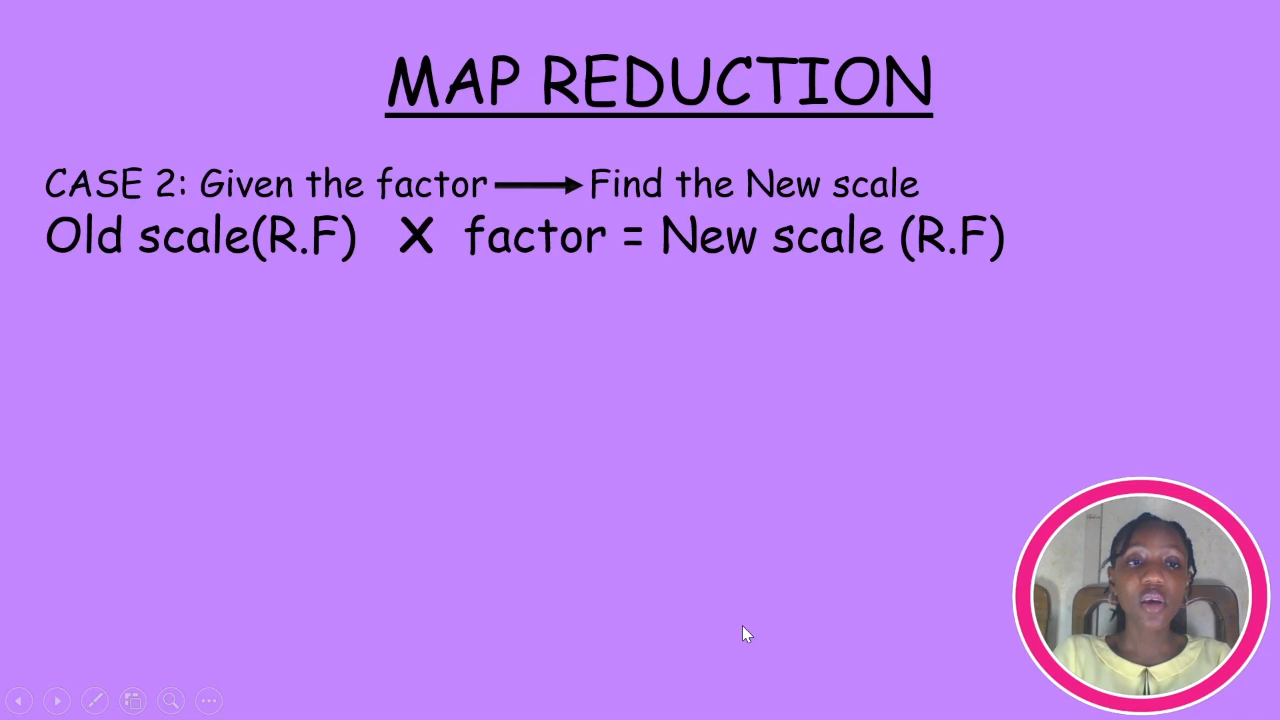 MAP REDUCTION
CASE 2: Given the factor → Find the New scale
Old scale(R.F) X factor = New scale (R.F)